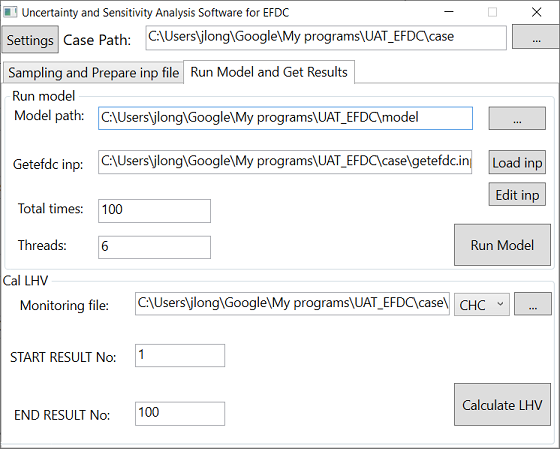 Uncertainty and Sensitivity Analysis Software for EFDC
Settings Case Path: C:\Users\jlong\Google\My programs\UAT_EFDC\case ...
Sampling and Prepare inp file Run Model and Get Results
Run model
Model path: C:\Users\jlong\Google\My programs\UAT_EFDC\model ...
Getefdc inp: C:\Users\jlong\Google\My programs\UAT_EFDC\case\getefdc.inp Load inp
Edit inp
Total times: 100
Threads: 6
Run Model
Cal LHV
Monitoring file: C:\Users\jlong\Google\My programs\UAT_EFDC\case\ CHC ...
START RESULT No: 1
END RESULT No: 100
Calculate LHV